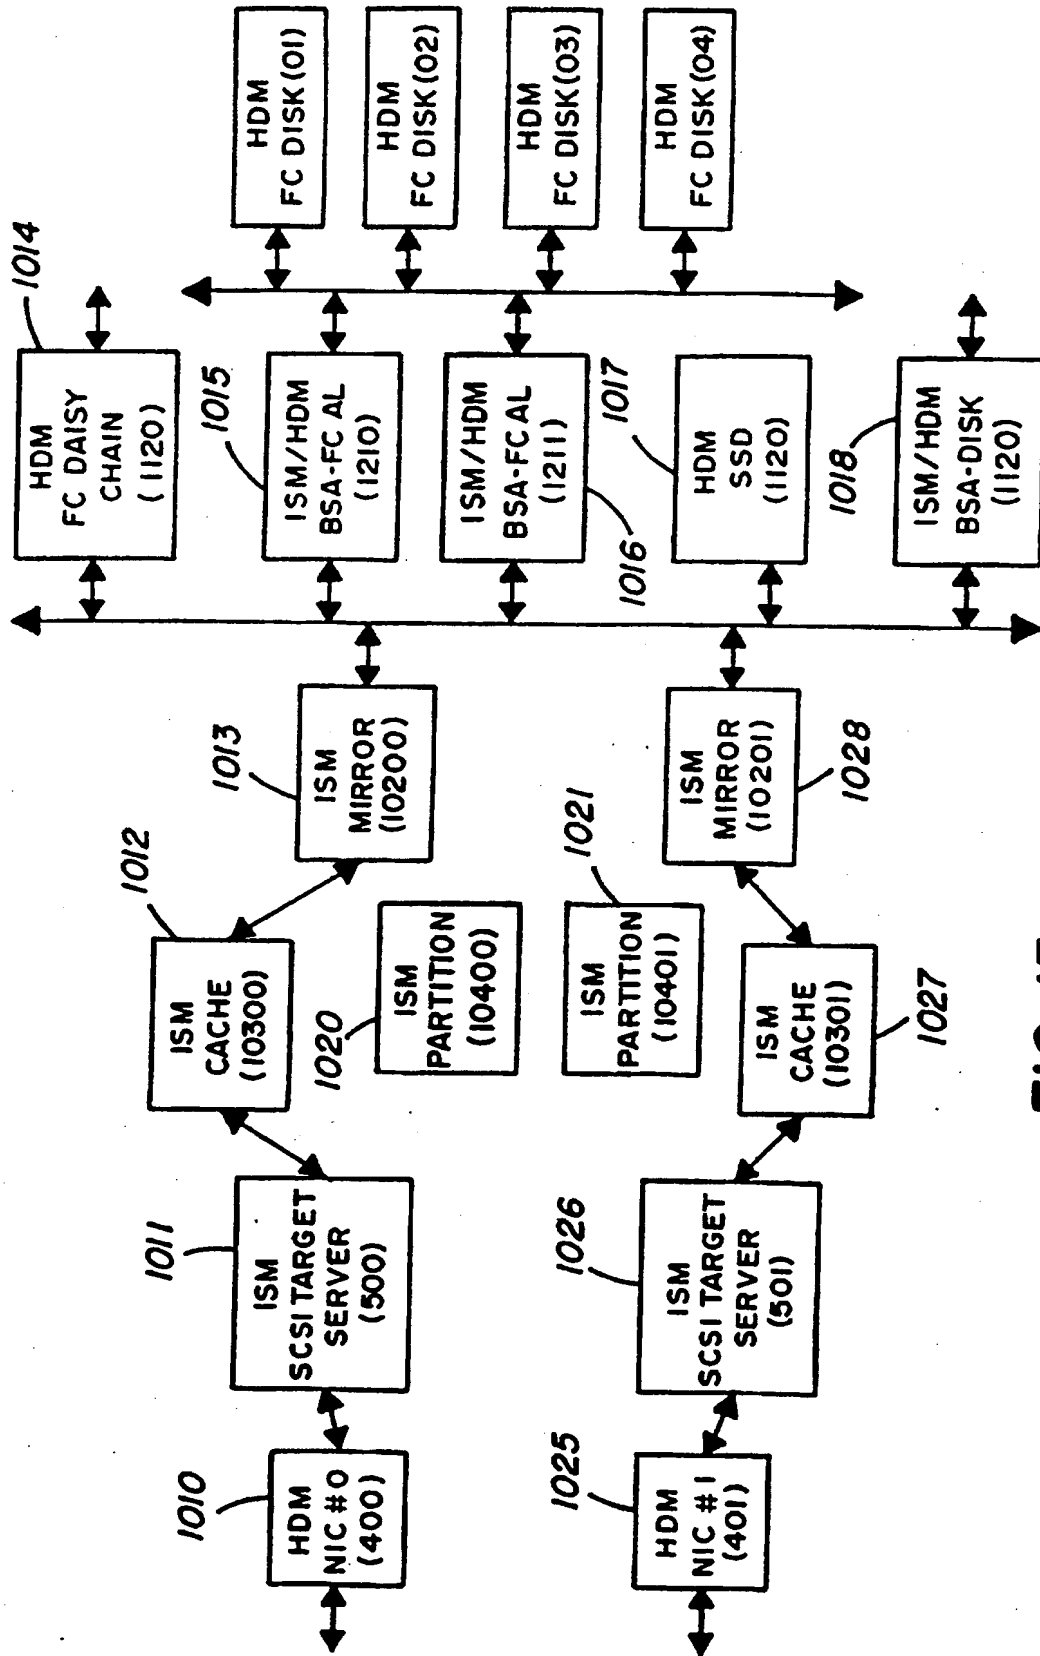 1010
HDM
NIC #0
(400)
1011
ISM
SCSI TARGET
SERVER
(500)
1012
ISM
CACHE
(10300)
1013
ISM
MIRROR
(10200)
1014
HDM
FC DAISY
CHAIN
(1120)
1015
ISM/HDM
BSA-FC AL
(1210)
ISM/HDM
BSA-FC AL
(1211)
1016
1017
HDM
SSD
(1120)
1018
ISM/HDM
BSA-DISK
(1120)
HDM
FC DISK(01)
HDM
FC DISK(02)
HDM
FC DISK(03)
HDM
FC DISK(04)
1020
ISM
PARTITION
(10400)
1021
ISM
PARTITION
(10401)
1025
HDM
NIC #1
(401)
1026
ISM
SCSI TARGET
SERVER
(501)
ISM
CACHE
(10301)
1027
ISM
MIRROR
(10201)
1028